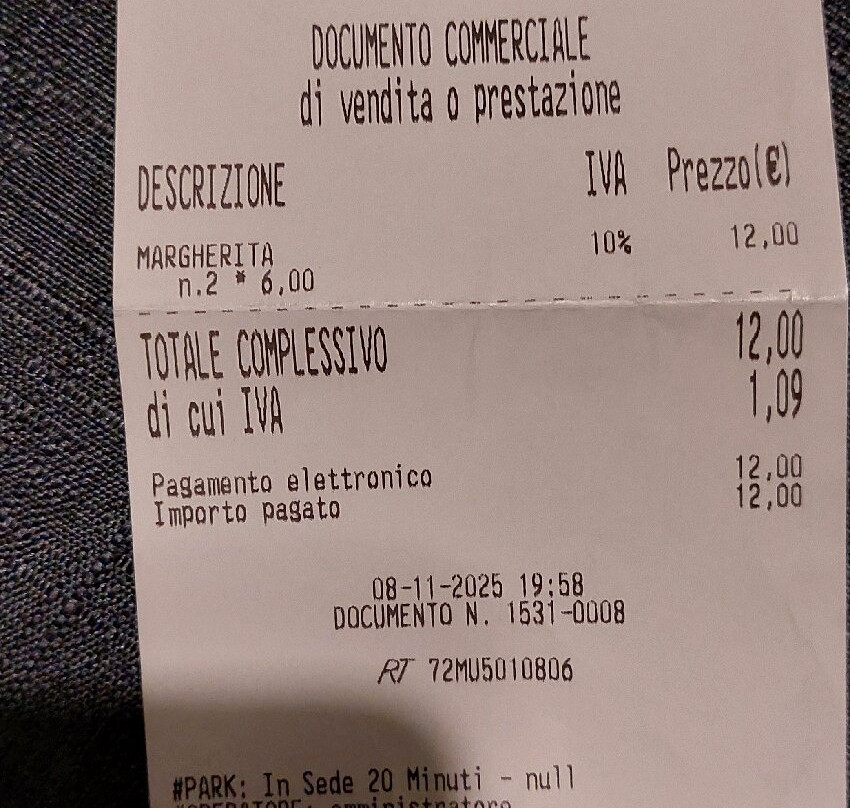 DOCUMENTO COMMERCIALE
di vendita o prestazione
DESCRIZIONE IVA Prezzo(€)
MARGHERITA 10% 12,00
n.2 * 6,00
TOTALE COMPLESSIVO 12,00
di cui IVA 1,09
Pagamento elettronico 12,00
Importo pagato 12,00
08-11-2025 19:58
DOCUMENTO N. 1531-0008
RT 72MU5010806
#PARK: In Sede 20 Minuti - null
#OPERATORE: amministratore